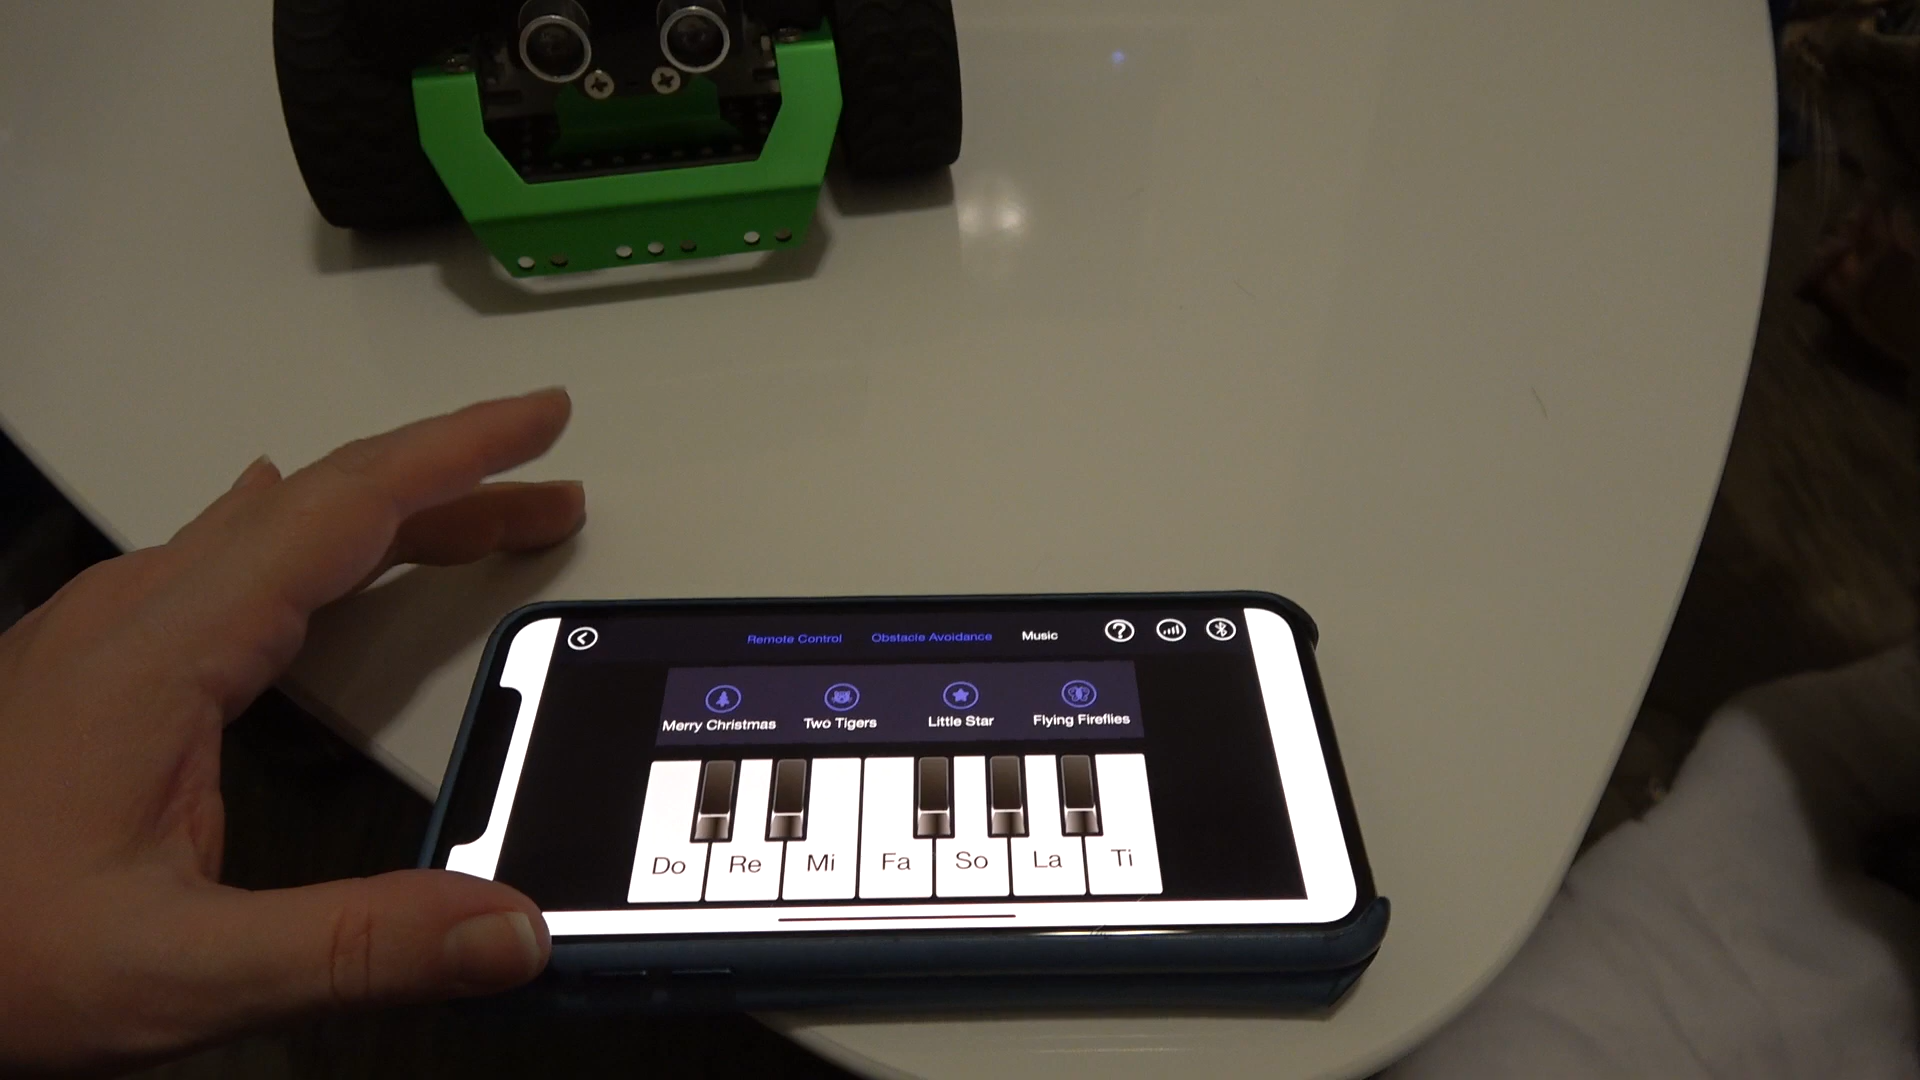 Remote Control Obstacle Avoidance Music
Merry Christmas Two Tigers Little Star Flying Fireflies
Do Re Mi Fa So La Ti